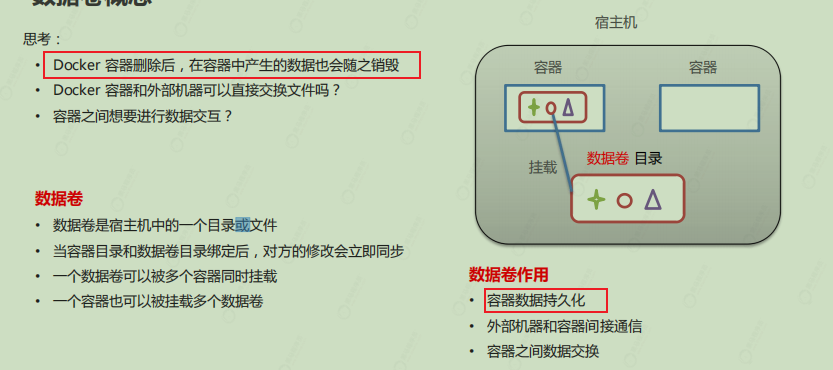 数据卷概念
思考：
• Docker 容器删除后，在容器中产生的数据也会随之销毁
• Docker 容器和外部机器可以直接交换文件吗？
• 容器之间想要进行数据交互？
数据卷
• 数据卷是宿主机中的一个目录或文件
• 当容器目录和数据卷目录绑定后，对方的修改会立即同步
• 一个数据卷可以被多个容器同时挂载
• 一个容器也可以被挂载多个数据卷
宿主机
容器
容器
挂载
数据卷 目录
数据卷作用
• 容器数据持久化
• 外部机器和容器间接通信
• 容器之间数据交换